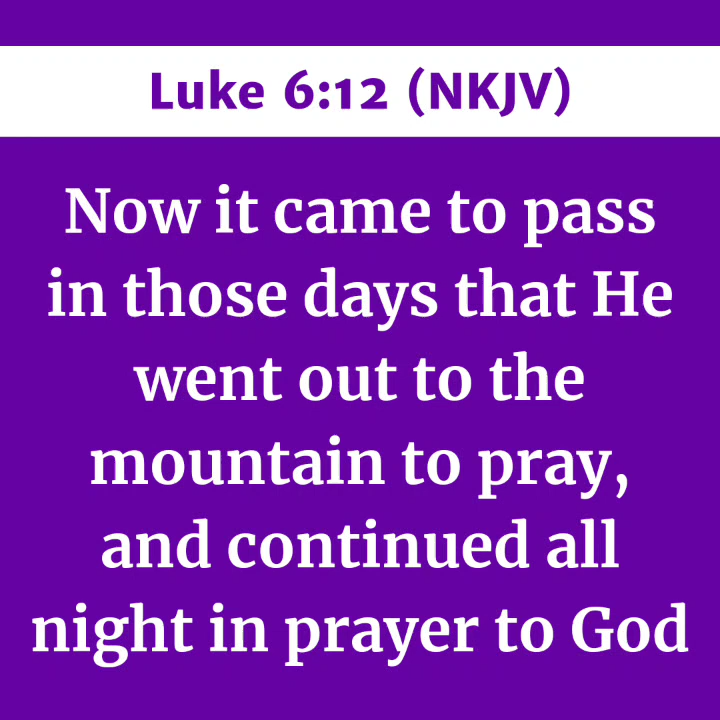 Luke 6:12 (NKJV)
Now it came to pass
in those days that He
went out to the
mountain to pray,
and continued all
night in prayer to God